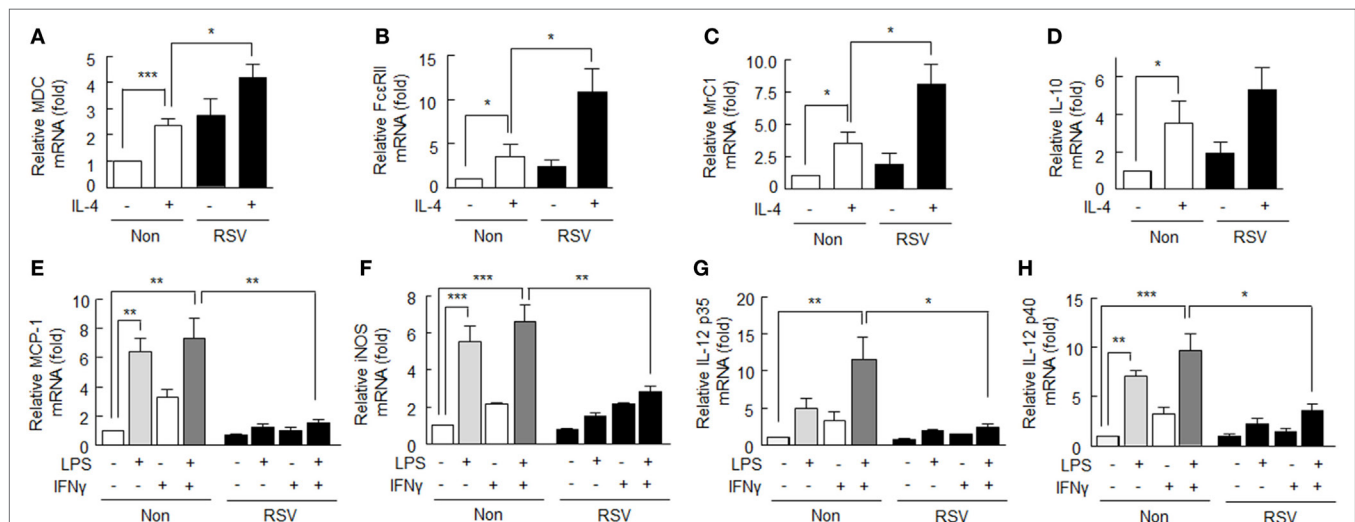 A
Relative MDC
mRNA (fold)
5
4
3
2
1
0
***
*
IL-4 - + - +
Non RSV
B
Relative FcεRII
mRNA (fold)
15
10
5
0
*
*
IL-4 - + - +
Non RSV
C
Relative MrC1
mRNA (fold)
10.0
7.5
5.0
2.5
0
*
*
IL-4 - + - +
Non RSV
D
Relative IL-10
mRNA (fold)
6
4
2
0
*
IL-4 - + - +
Non RSV
E
Relative MCP-1
mRNA (fold)
10
8
6
4
2
0
**
**
**
LPS - + - + - + - +
IFNγ - - + + - - + +
Non RSV
F
Relative iNOS
mRNA (fold)
8
6
4
2
0
***
***
**
LPS - + - + - + - +
IFNγ - - + + - - + +
Non RSV
G
Relative IL-12 p35
mRNA (fold)
20
15
10
5
0
**
*
LPS - + - + - + - +
IFNγ - - + + - - + +
Non RSV
H
Relative IL-12 p40
mRNA (fold)
15
10
5
0
***
**
*
LPS - + - + - + - +
IFNγ - - + + - - + +
Non RSV